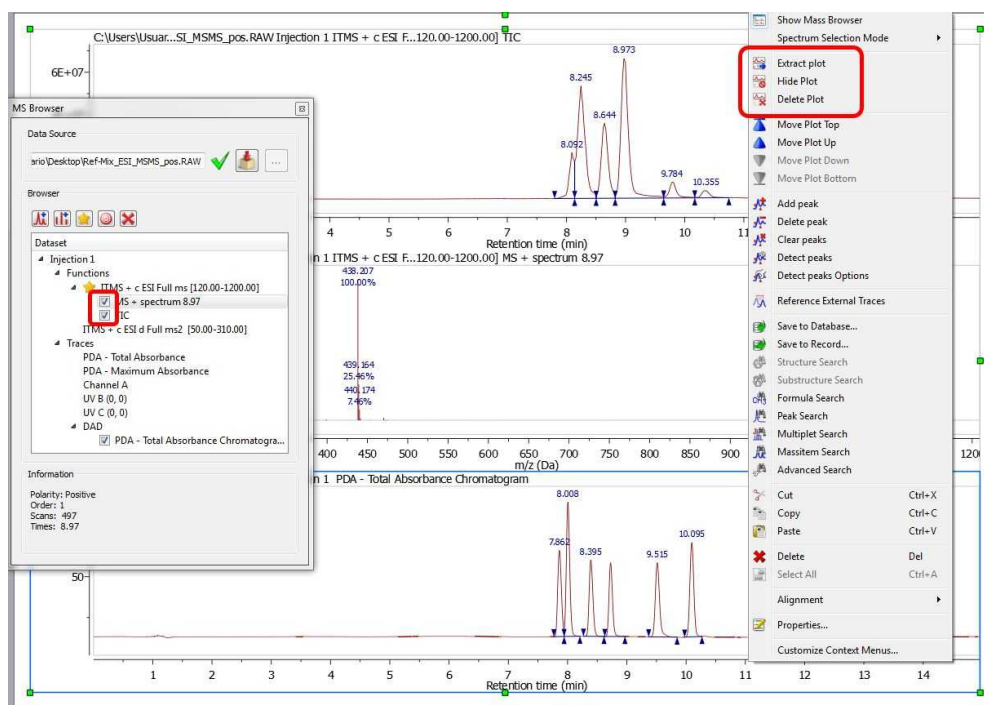 C:\Users\Usuar...SI_MSMS_pos.RAW Injection 1 ITMS + c ESI F...120.00-1200.00] TIC
6E+07
8.092
8.245
8.644
8.973
9.784
10.355
4 5 6 7 8 9 10 11
Retention time (min)
n 1 ITMS + c ESI F...120.00-1200.00] MS + spectrum 8.97
438.207
100.00%
439.164
25.46%
440.174
7.46%
400 450 500 550 600 650 700 750 800 850 900 120
m/z (Da)
n 1 PDA - Total Absorbance Chromatogram
50
7.862
8.008
8.395
9.515
10.095
1 2 3 4 5 6 7 8 9 10 11 12 13 14
Retention time (min)
MS Browser
Data Source
ario\Desktop\Ref-Mix_ESI_MSMS_pos.RAW
...
Browser
Dataset
Injection 1
Functions
ITMS + c ESI Full ms [120.00-1200.00]
MS + spectrum 8.97
TIC
ITMS + c ESI d Full ms2 [50.00-310.00]
Traces
PDA - Total Absorbance
PDA - Maximum Absorbance
Channel A
UV B (0, 0)
UV C (0, 0)
DAD
PDA - Total Absorbance Chromatogra...
Information
Polarity: Positive
Order: 1
Scans: 497
Times: 8.97
Show Mass Browser
Spectrum Selection Mode
Extract plot
Hide Plot
Delete Plot
Move Plot Top
Move Plot Up
Move Plot Down
Move Plot Bottom
Add peak
Delete peak
Clear peaks
Detect peaks
Detect peaks Options
Reference External Traces
Save to Database...
Save to Record...
Structure Search
Substructure Search
Formula Search
Peak Search
Multiplet Search
Massitem Search
Advanced Search
Cut Ctrl+X
Copy Ctrl+C
Paste Ctrl+V
Delete Del
Select All Ctrl+A
Alignment
Properties...
Customize Context Menus...